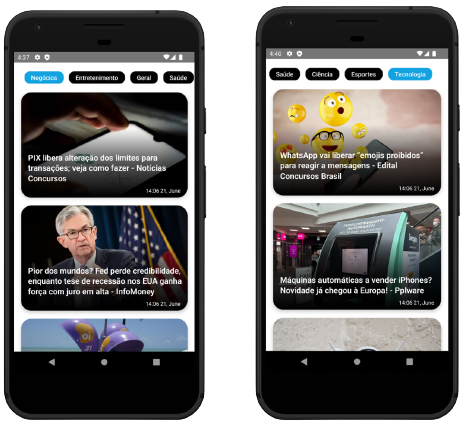 4:37
Negócios Entretenimento Geral Saúde
PIX libera alteração dos limites para
transações; veja como fazer - Notícias
Concursos
14:06 21, June
Pior dos mundos? Fed perde credibilidade,
enquanto tese de recessão nos EUA ganha
força com juro em alta - InfoMoney
14:06 21, June
oi
4:40
Saúde Ciência Esportes Tecnologia
WhatsApp vai liberar “emojis proibidos”
para reagir a mensagens - Edital
Concursos Brasil
14:06 21, June
Máquinas automáticas a vender iPhones?
Novidade já chegou à Europa! - Pplware
14:06 21, June